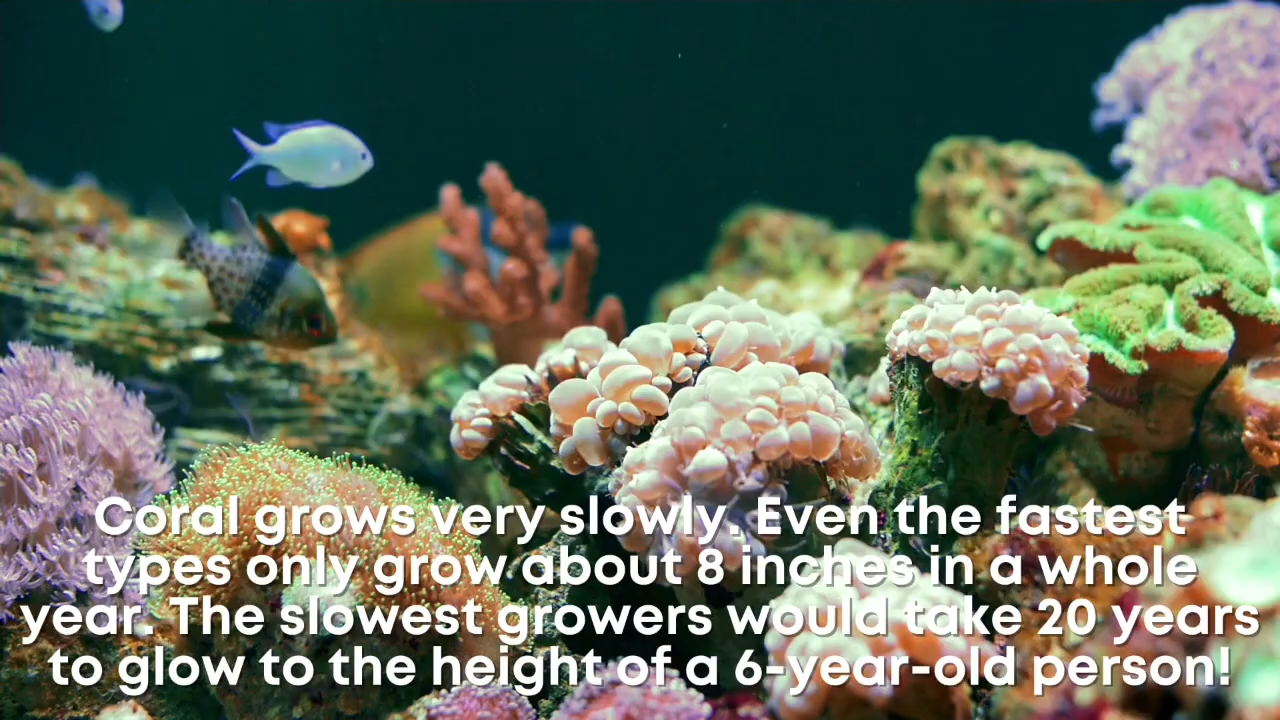 Coral grows very slowly. Even the fastest
types only grow about 8 inches in a whole
year. The slowest growers would take 20 years
to glow to the height of a 6-year-old person!